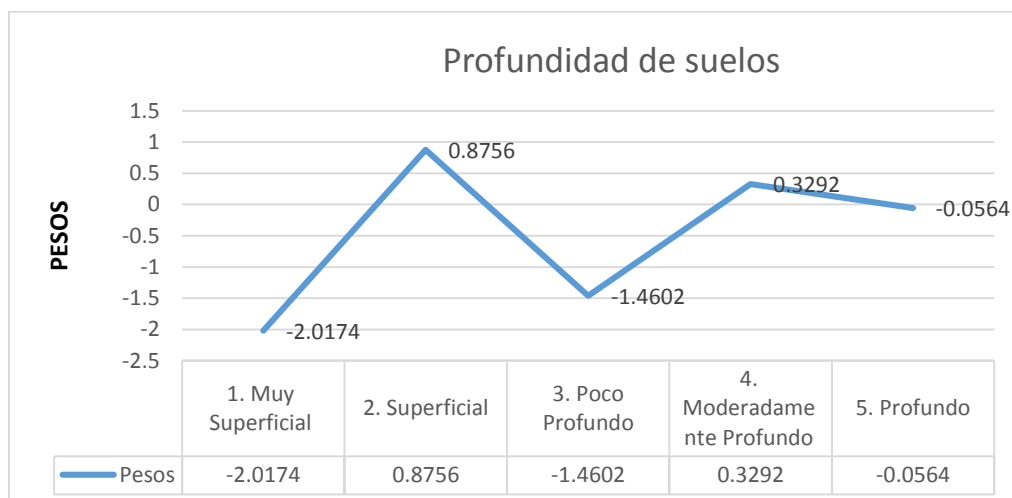 Profundidad de suelos
PESOS
1.5
1
0.5
0
-0.5
-1
-1.5
-2
-2.5
-2.0174
0.8756
-1.4602
0.3292
-0.0564
1. Muy
Superficial
2. Superficial
3. Poco
Profundo
4.
Moderadame
nte Profundo
5. Profundo
Pesos
-2.0174
0.8756
-1.4602
0.3292
-0.0564